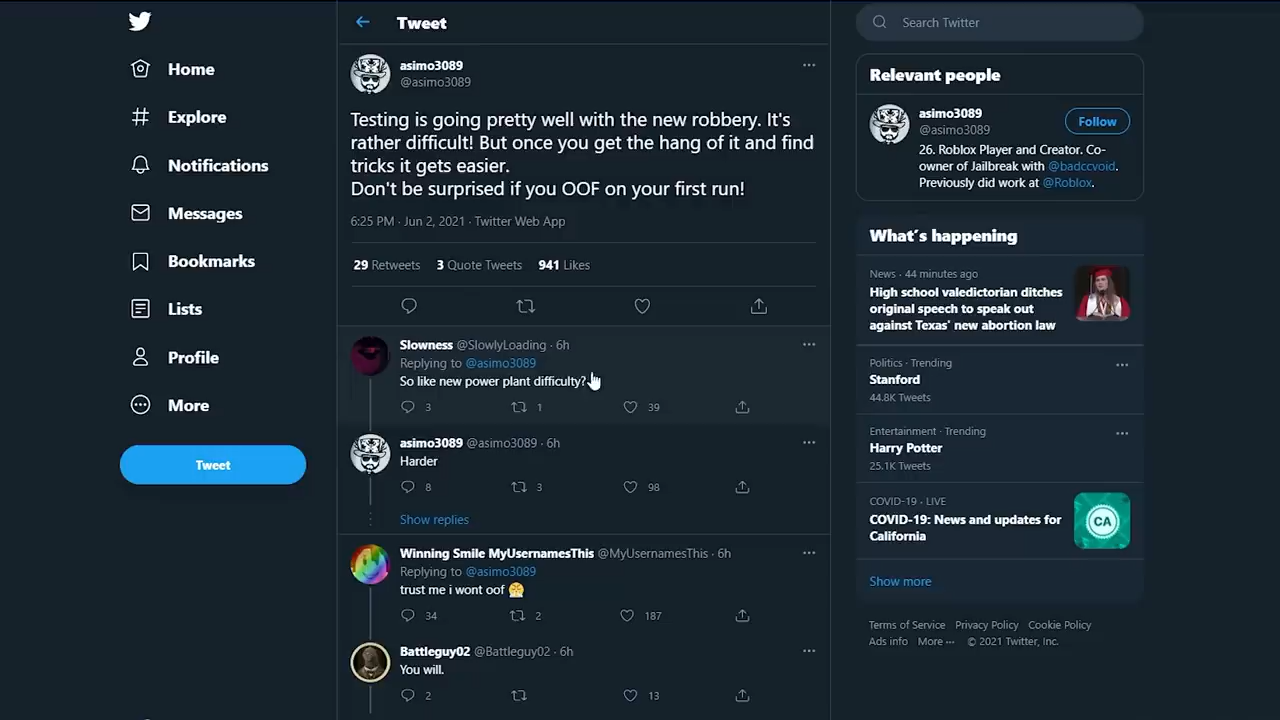 Home
Explore
Notifications
Messages
Bookmarks
Lists
Profile
More
Tweet
Tweet
asimo3089
@asimo3089
Testing is going pretty well with the new robbery. It's
rather difficult! But once you get the hang of it and find
tricks it gets easier.
Don't be surprised if you OOF on your first run!
6:25 PM · Jun 2, 2021 · Twitter Web App
29 Retweets 3 Quote Tweets 941 Likes
Slowness @SlowlyLoading · 6h
Replying to @asimo3089
So like new power plant difficulty?
3 1 39
asimo3089 @asimo3089 · 6h
Harder
8 3 98
Show replies
Winning Smile MyUsernamesThis @MyUsernamesThis · 6h
Replying to @asimo3089
trust me i wont oof 😤
34 2 187
Battleguy02 @Battleguy02 · 6h
You will.
2 13
Search Twitter
Relevant people
asimo3089
@asimo3089
Follow
26. Roblox Player and Creator. Co-
owner of Jailbreak with @badccvoid.
Previously did work at @Roblox.
What's happening
News · 44 minutes ago
High school valedictorian ditches
original speech to speak out
against Texas' new abortion law
Politics · Trending
Stanford
44.8K Tweets
Entertainment · Trending
Harry Potter
25.1K Tweets
COVID-19 · LIVE
COVID-19: News and updates for
California
CA
Show more
Terms of Service Privacy Policy Cookie Policy
Ads info More ··· © 2021 Twitter, Inc.